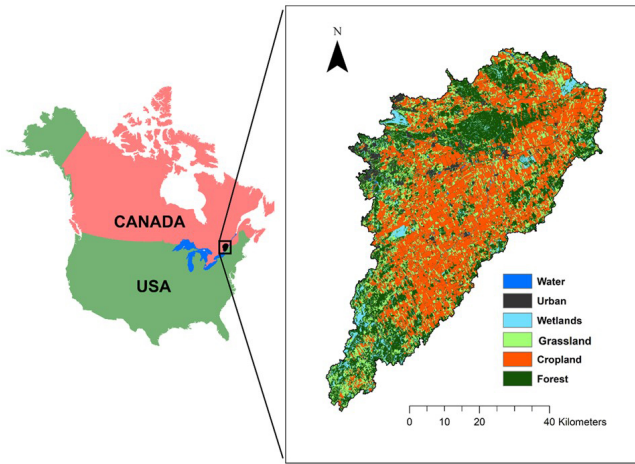 CANADA
USA
N
Water
Urban
Wetlands
Grassland
Cropland
Forest
0 10 20 40 Kilometers